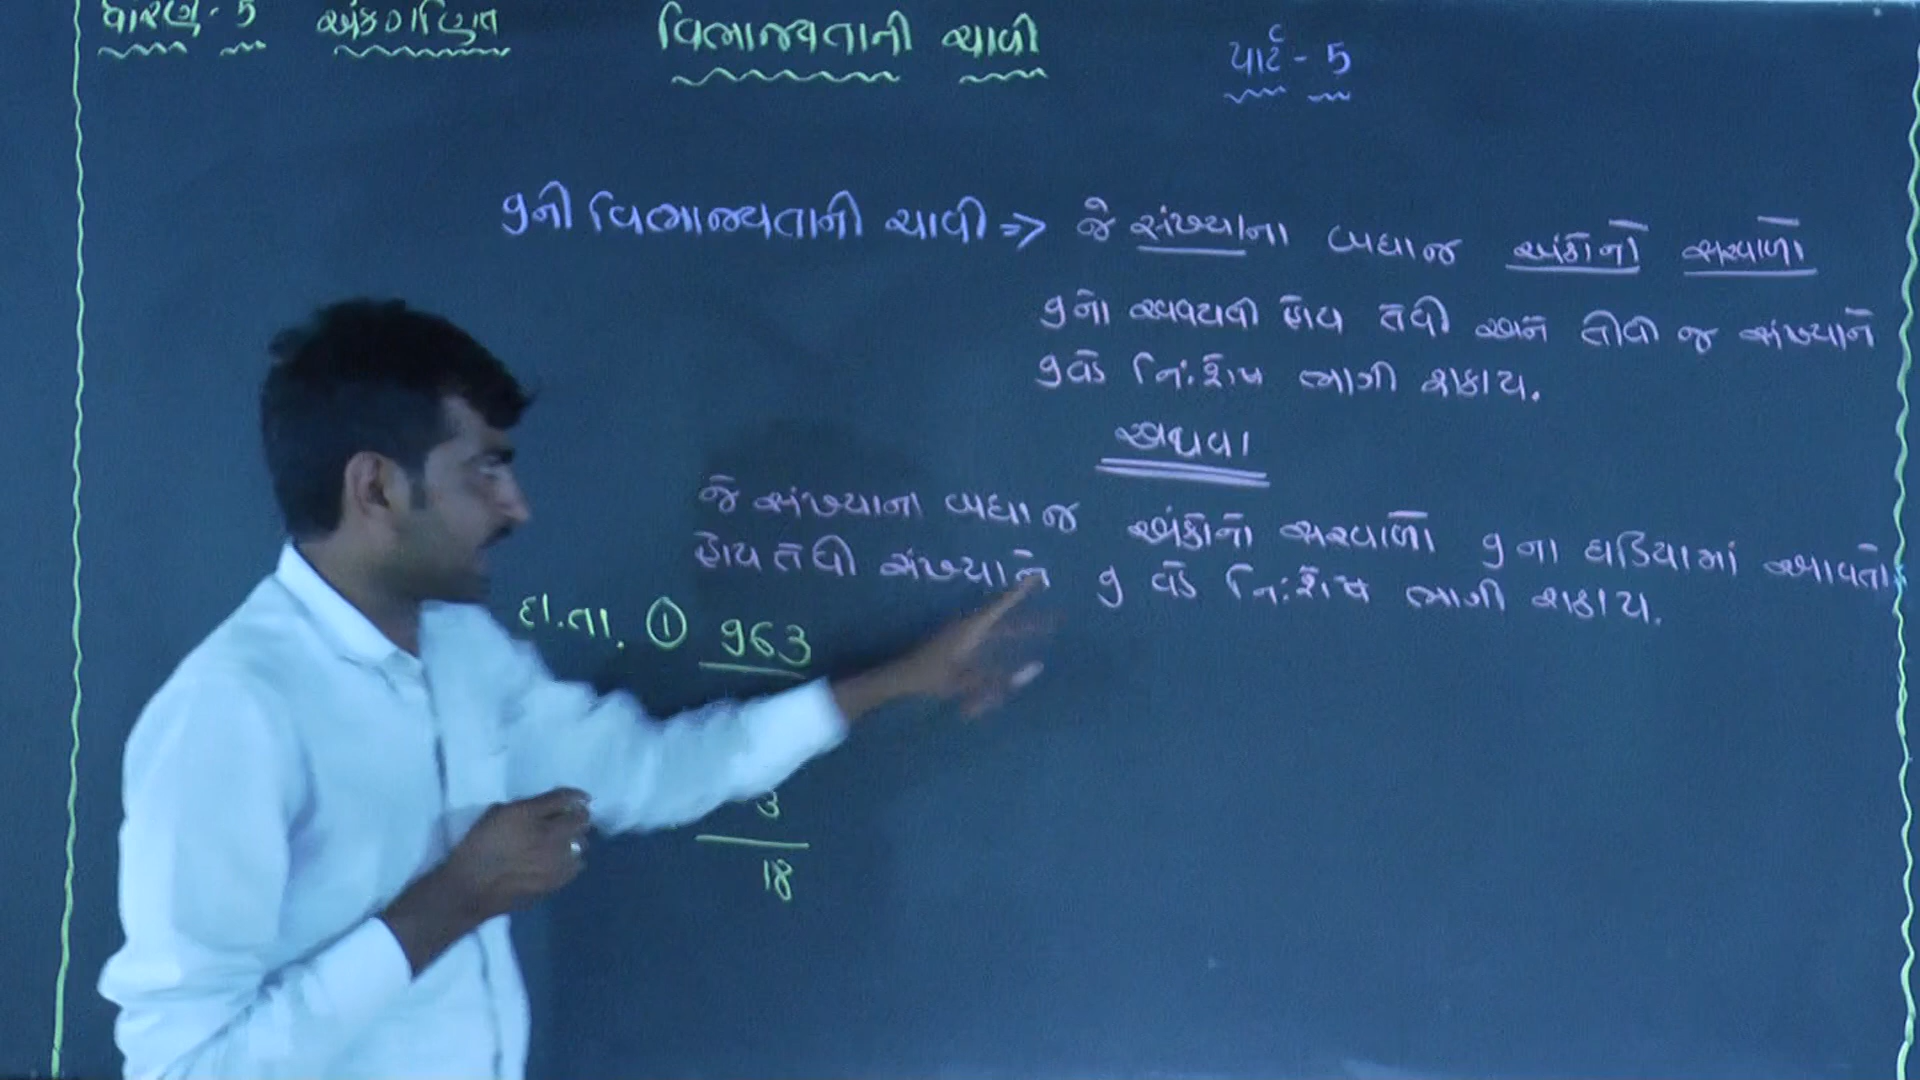 ધોરણ - 5 અંકગણિત વિભાજ્યતાની ચાવી પાર્ટ - 5
9ની વિભાજ્યતાની ચાવી ⇒ જે સંખ્યાના બધા જ અંકોનો સરવાળો
9નો અવયવી હોય તેવી અને તેવી જ સંખ્યાને
9 વડે નિઃશેષ ભાગી શકાય.
અથવા
જે સંખ્યાના બધા જ અંકોનો સરવાળો 9 ના ઘડિયામાં આવતો
હોય તેવી સંખ્યાને 9 વડે નિઃશેષ ભાગી શકાય.
દા.ત. ① 963
3
18